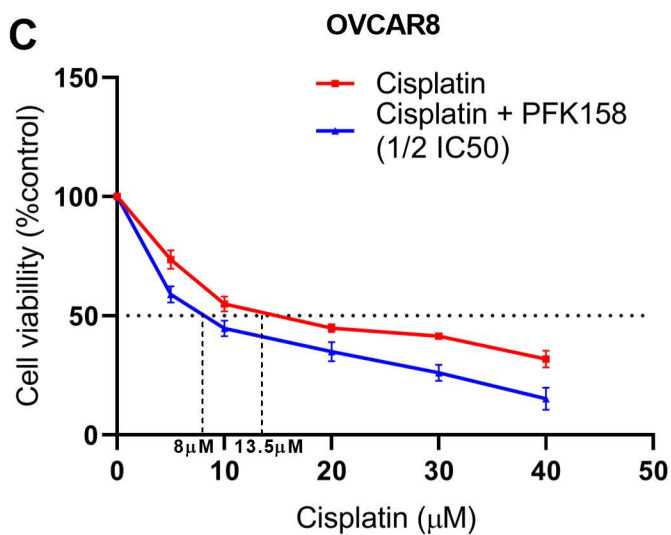 C
OVCAR8
Cisplatin
Cisplatin + PFK158
(1/2 IC50)
Cell viabillity (%control)
150
100
50
0
8μM
13.5μM
0
10
20
30
40
50
Cisplatin (μM)